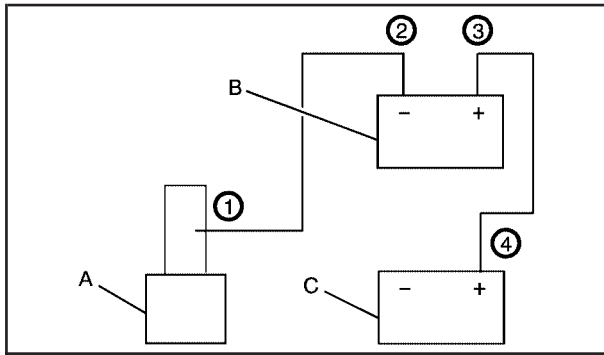 ② ③
B
− +
①
④
A
C
− +